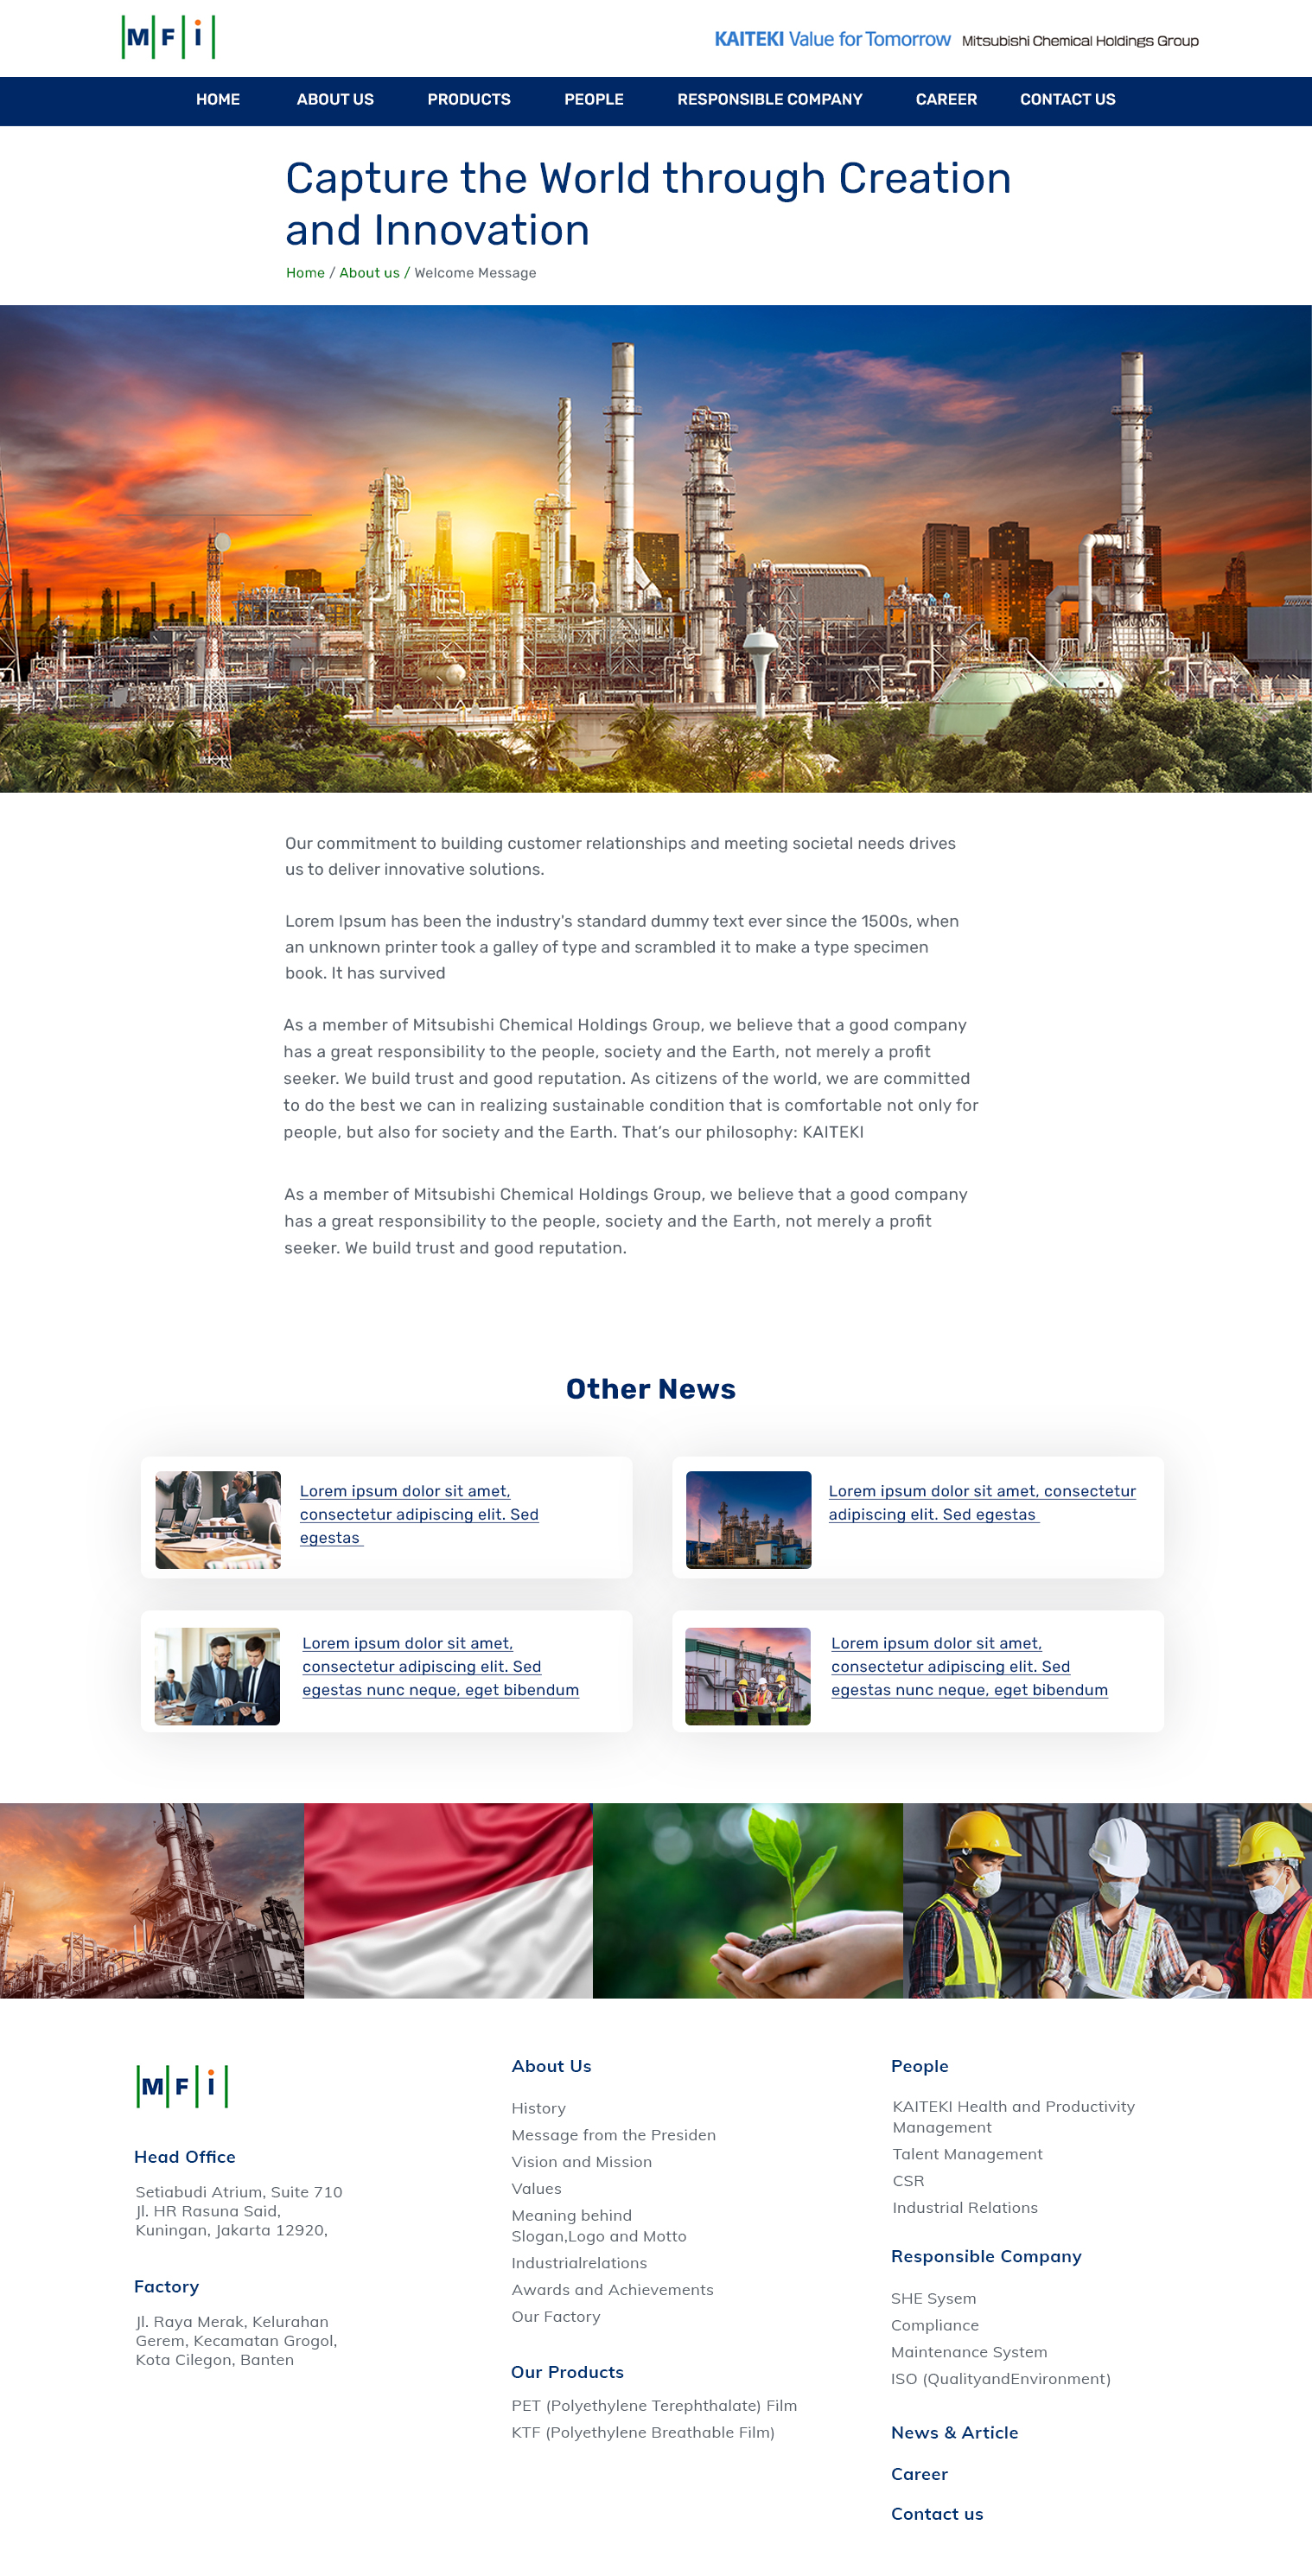 MFi
KAITEKI Value for Tomorrow Mitsubishi Chemical Holdings Group
HOME ABOUT US PRODUCTS PEOPLE RESPONSIBLE COMPANY CAREER CONTACT US
Capture the World through Creation
and Innovation
Home / About us / Welcome Message
Our commitment to building customer relationships and meeting societal needs drives
us to deliver innovative solutions.
Lorem Ipsum has been the industry's standard dummy text ever since the 1500s, when
an unknown printer took a galley of type and scrambled it to make a type specimen
book. It has survived
As a member of Mitsubishi Chemical Holdings Group, we believe that a good company
has a great responsibility to the people, society and the Earth, not merely a profit
seeker. We build trust and good reputation. As citizens of the world, we are committed
to do the best we can in realizing sustainable condition that is comfortable not only for
people, but also for society and the Earth. That’s our philosophy: KAITEKI
As a member of Mitsubishi Chemical Holdings Group, we believe that a good company
has a great responsibility to the people, society and the Earth, not merely a profit
seeker. We build trust and good reputation.
Other News
Lorem ipsum dolor sit amet,
consectetur adipiscing elit. Sed
egestas
Lorem ipsum dolor sit amet, consectetur
adipiscing elit. Sed egestas
Lorem ipsum dolor sit amet,
consectetur adipiscing elit. Sed
egestas nunc neque, eget bibendum
Lorem ipsum dolor sit amet,
consectetur adipiscing elit. Sed
egestas nunc neque, eget bibendum
MFi
Head Office
Setiabudi Atrium, Suite 710
Jl. HR Rasuna Said,
Kuningan, Jakarta 12920,
Factory
Jl. Raya Merak, Kelurahan
Gerem, Kecamatan Grogol,
Kota Cilegon, Banten
About Us
History
Message from the Presiden
Vision and Mission
Values
Meaning behind
Slogan,Logo and Motto
Industrialrelations
Awards and Achievements
Our Factory
Our Products
PET (Polyethylene Terephthalate) Film
KTF (Polyethylene Breathable Film)
People
KAITEKI Health and Productivity
Management
Talent Management
CSR
Industrial Relations
Responsible Company
SHE Sysem
Compliance
Maintenance System
ISO (QualityandEnvironment)
News & Article
Career
Contact us